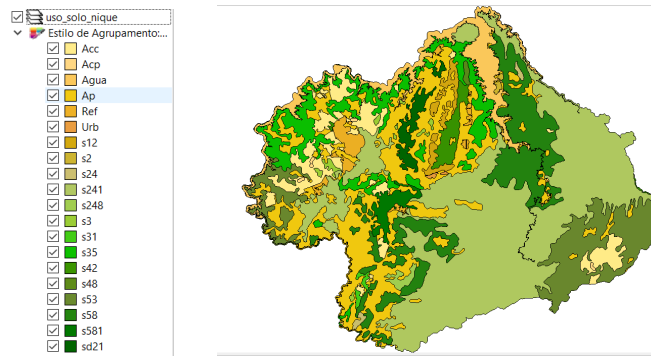 uso_solo_nique
Estilo de Agrupamento:...
Acc
Acp
Agua
Ap
Ref
Urb
s12
s2
s24
s241
s248
s3
s31
s35
s42
s48
s53
s58
s581
sd21